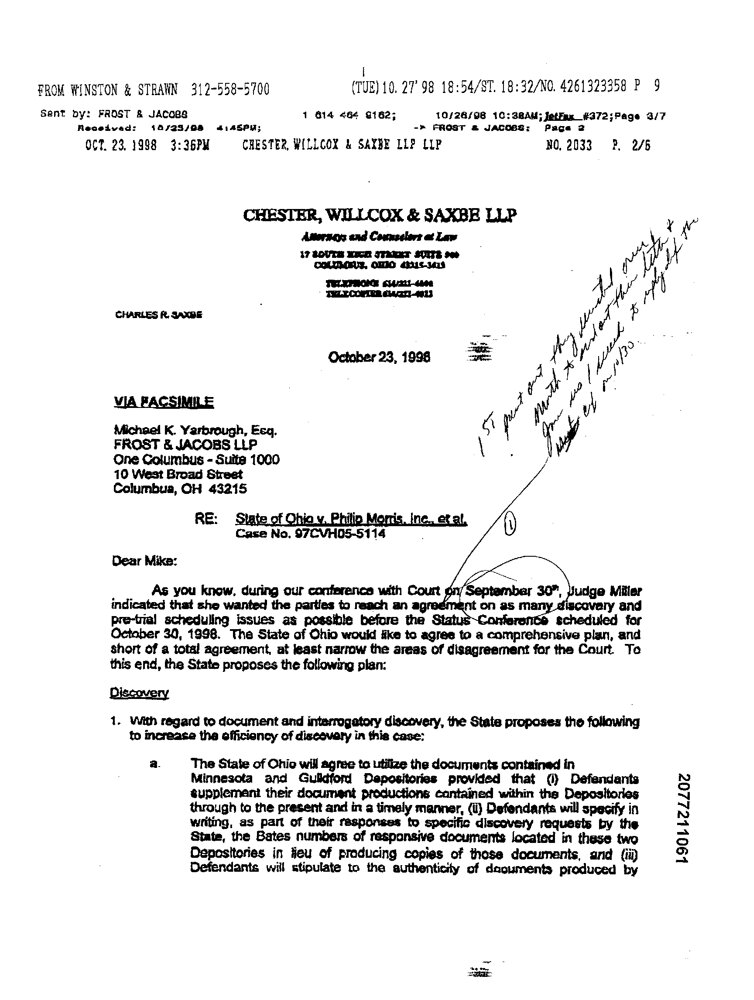 FROM WINSTON & STRAWN 312-558-5700 (TUE) 10. 27' 98 18:54/ST. 18:32/NO. 4261323358 P 9
Sent by: FROST & JACOBS 1 614 464 9162; 10/26/98 10:38AM; JetFax #372; Page 3/7
Received: 10/23/98 4:45PM; -> FROST & JACOBS; Page 2
OCT. 23. 1998 3:36PM CHESTER, WILLCOX & SAXBE LLP LLP NO. 2033 P. 2/6
CHESTER, WILLCOX & SAXBE LLP
Attorneys and Counselors at Law
17 SOUTH HIGH STREET SUITE 900
COLUMBUS, OHIO 43215-3413
TELEPHONE 614/221-4000
TELECOPIER 614/221-4012
CHARLES R. SAXBE
October 23, 1998
1ST point out they waited over
month to send out their letter &
to reply
on 10/30.
VIA FACSIMILE
Michael K. Yarbrough, Esq.
FROST & JACOBS LLP
One Columbus - Suite 1000
10 West Broad Street
Columbus, OH 43215
RE: State of Ohio v. Philip Morris, Inc., et al.
Case No. 97CVH05-5114
1
Dear Mike:
As you know, during our conference with Court on September 30th, Judge Miller
indicated that she wanted the parties to reach an agreement on as many discovery and
pre-trial scheduling issues as possible before the Status Conference scheduled for
October 30, 1998. The State of Ohio would like to agree to a comprehensive plan, and
short of a total agreement, at least narrow the areas of disagreement for the Court. To
this end, the State proposes the following plan:
Discovery
1. With regard to document and interrogatory discovery, the State proposes the following
to increase the efficiency of discovery in this case:
a. The State of Ohio will agree to utilize the documents contained in
Minnesota and Guildford Depositories provided that (i) Defendants
supplement their document productions contained within the Depositories
through to the present and in a timely manner, (ii) Defendants will specify in
writing, as part of their responses to specific discovery requests by the
State, the Bates numbers of responsive documents located in these two
Depositories in lieu of producing copies of those documents, and (iii)
Defendants will stipulate to the authenticity of documents produced by
2077211061